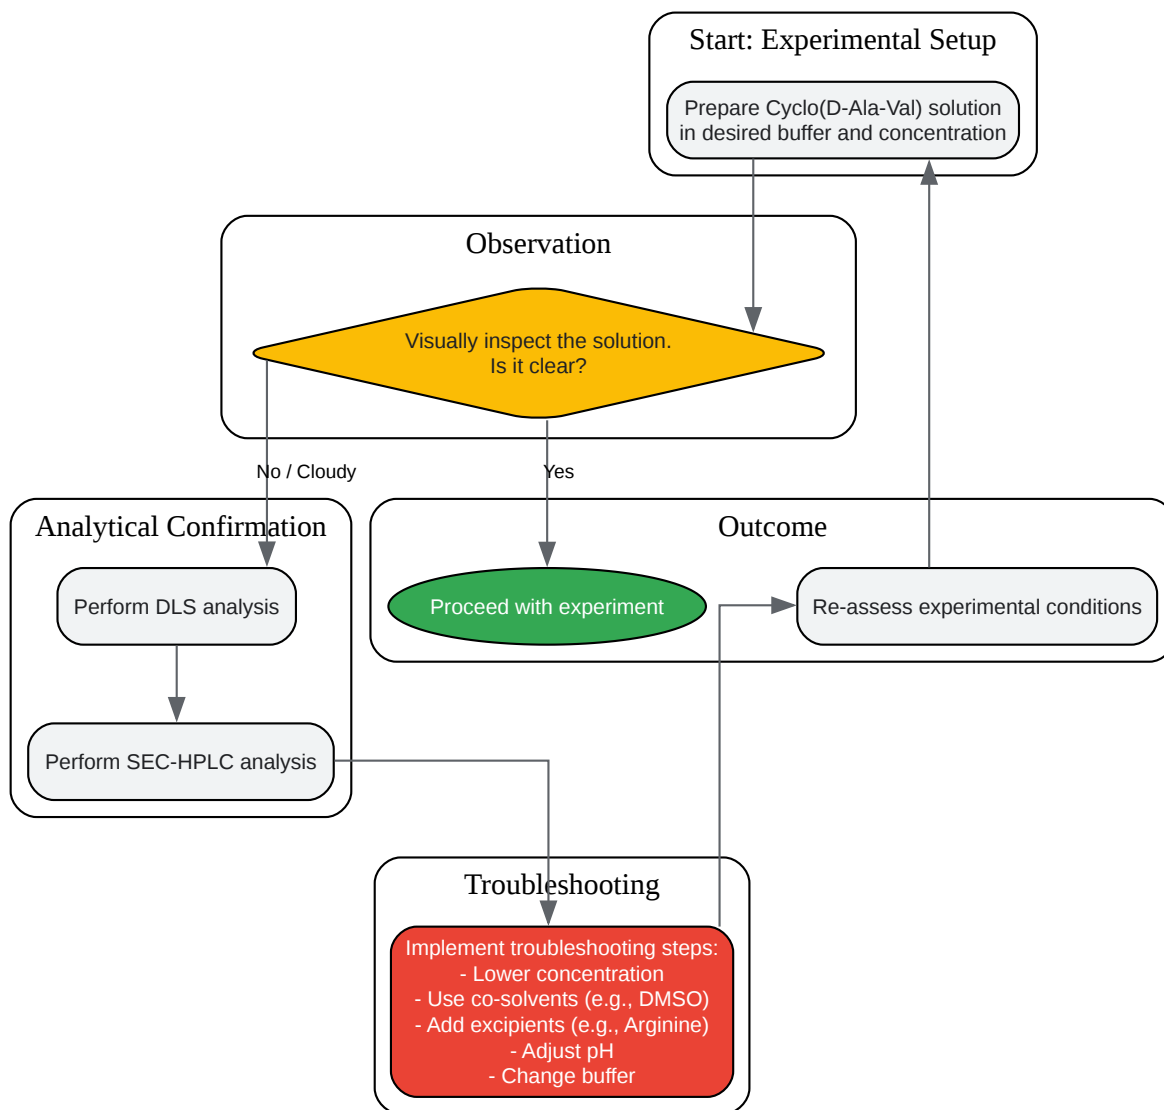 Start: Experimental Setup
Prepare Cyclo(D-Ala-Val) solution
in desired buffer and concentration
Observation
Visually inspect the solution.
Is it clear?
No / Cloudy
Yes
Analytical Confirmation
Outcome
Perform DLS analysis
Proceed with experiment
Re-assess experimental conditions
Perform SEC-HPLC analysis
Troubleshooting
Implement troubleshooting steps:
- Lower concentration
- Use co-solvents (e.g., DMSO)
- Add excipients (e.g., Arginine)
- Adjust pH
- Change buffer